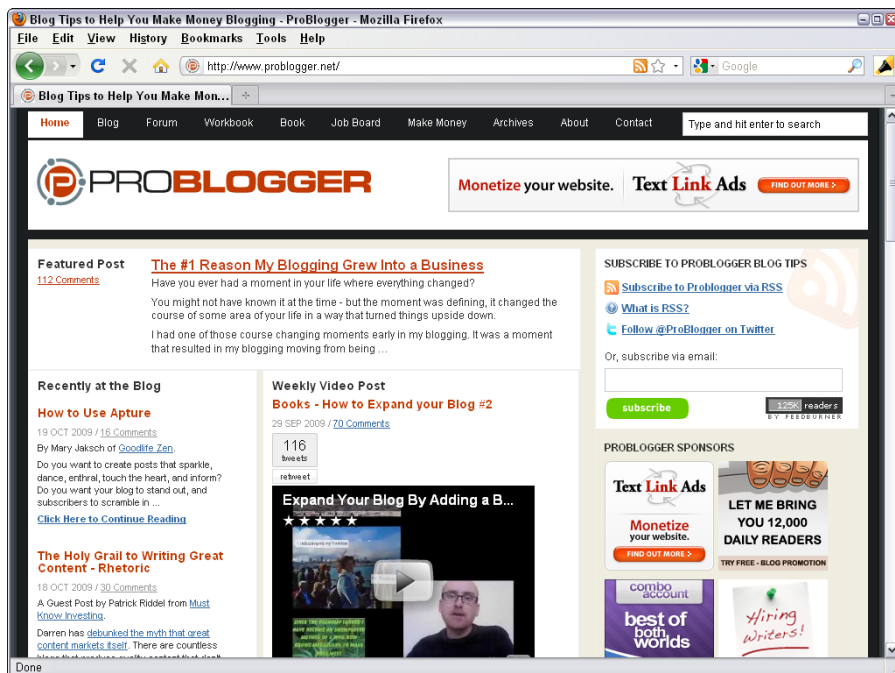 Blog Tips to Help You Make Money Blogging - ProBlogger - Mozilla Firefox
File Edit View History Bookmarks Tools Help
http://www.problogger.net/
Google
Blog Tips to Help You Make Mon...
Home Blog Forum Workbook Book Job Board Make Money Archives About Contact
Type and hit enter to search
PROBLOGGER
Monetize your website. Text Link Ads FIND OUT MORE >
Featured Post
112 Comments
The #1 Reason My Blogging Grew Into a Business
Have you ever had a moment in your life where everything changed?
You might not have known it at the time - but the moment was defining, it changed the
course of some area of your life in a way that turned things upside down.
I had one of those course changing moments early in my blogging. It was a moment
that resulted in my blogging moving from being ...
SUBSCRIBE TO PROBLOGGER BLOG TIPS
Subscribe to Problogger via RSS
What is RSS?
Follow @ProBlogger on Twitter
Or, subscribe via email:
subscribe
125K readers
BY FEEDBURNER
Recently at the Blog
How to Use Apture
19 OCT 2009 / 16 Comments
By Mary Jaksch of Goodlife Zen.
Do you want to create posts that sparkle,
dance, enthral, touch the heart, and inform?
Do you want your blog to stand out, and
subscribers to scramble in ...
Click Here to Continue Reading
The Holy Grail to Writing Great
Content - Rhetoric
18 OCT 2009 / 30 Comments
A Guest Post by Patrick Riddel from Must
Know Investing.
Darren has debunked the myth that great
content markets itself. There are countless
blogs that produce quality content that don't
Weekly Video Post
Books - How to Expand your Blog #2
29 SEP 2009 / 70 Comments
116
tweets
retweet
Expand Your Blog By Adding a B...
PROBLOGGER SPONSORS
Text Link Ads
Monetize
your website.
FIND OUT MORE >
LET ME BRING
YOU 12,000
DAILY READERS
TRY FREE - BLOG PROMOTION
combo
account
best of
both
worlds
Hiring
Writers!
Done